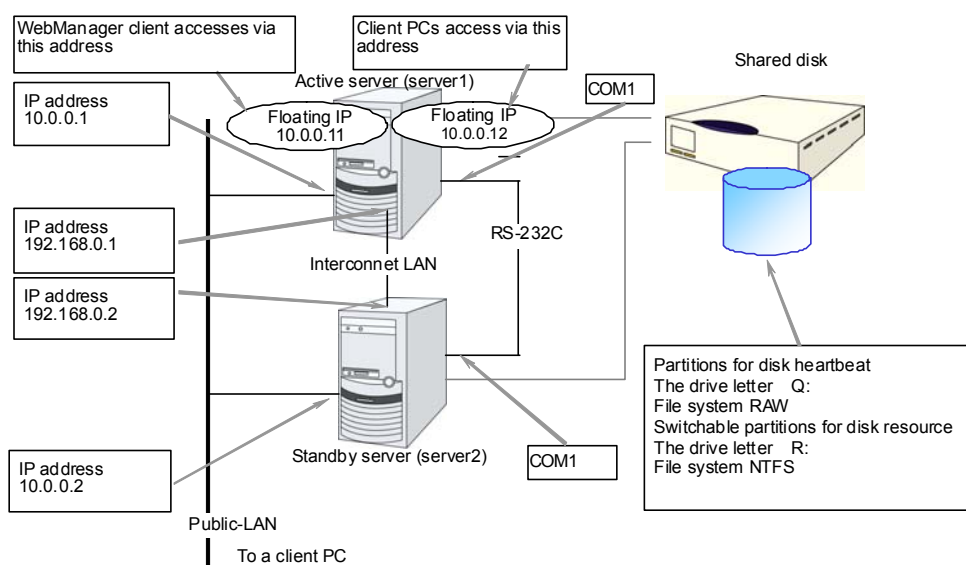 WebManager client accesses via
this address
Client PCs access via this
address
Shared disk
Active server (server1)
COM1
IP address
10.0.0.1
Floating IP
10.0.0.11
Floating IP
10.0.0.12
IP address
192.168.0.1
RS-232C
Interconnet LAN
IP address
192.168.0.2
Partitions for disk heartbeat
The drive letter Q:
File system RAW
Switchable partitions for disk resource
The drive letter R:
File system NTFS
Standby server (server2)
COM1
IP address
10.0.0.2
Public-LAN
To a client PC